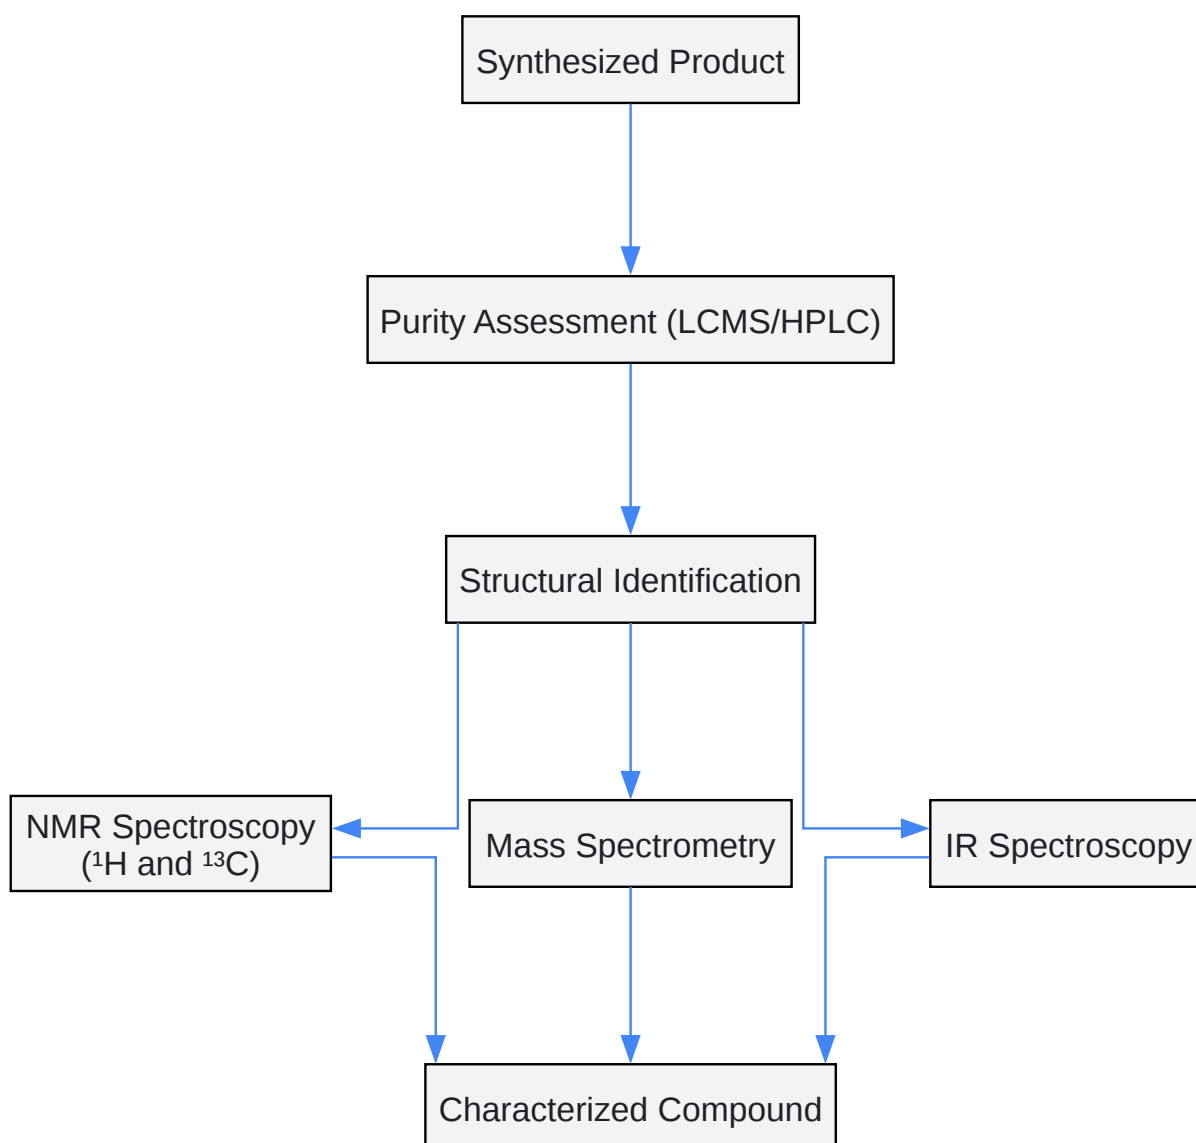 Synthesized Product
Purity Assessment (LCMS/HPLC)
Structural Identification
NMR Spectroscopy
(¹H and ¹³C)
Mass Spectrometry
IR Spectroscopy
Characterized Compound